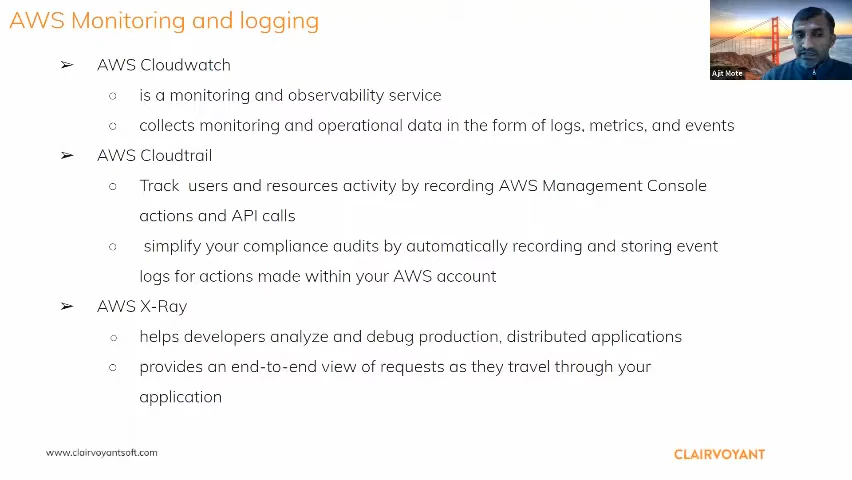 AWS Monitoring and logging
Ajit Mote
➢ AWS Cloudwatch
○ is a monitoring and observability service
○ collects monitoring and operational data in the form of logs, metrics, and events
➢ AWS Cloudtrail
○ Track users and resources activity by recording AWS Management Console
actions and API calls
○ simplify your compliance audits by automatically recording and storing event
logs for actions made within your AWS account
➢ AWS X-Ray
○ helps developers analyze and debug production, distributed applications
○ provides an end-to-end view of requests as they travel through your
application
www.clairvoyantsoft.com
CLAIRVOYANT